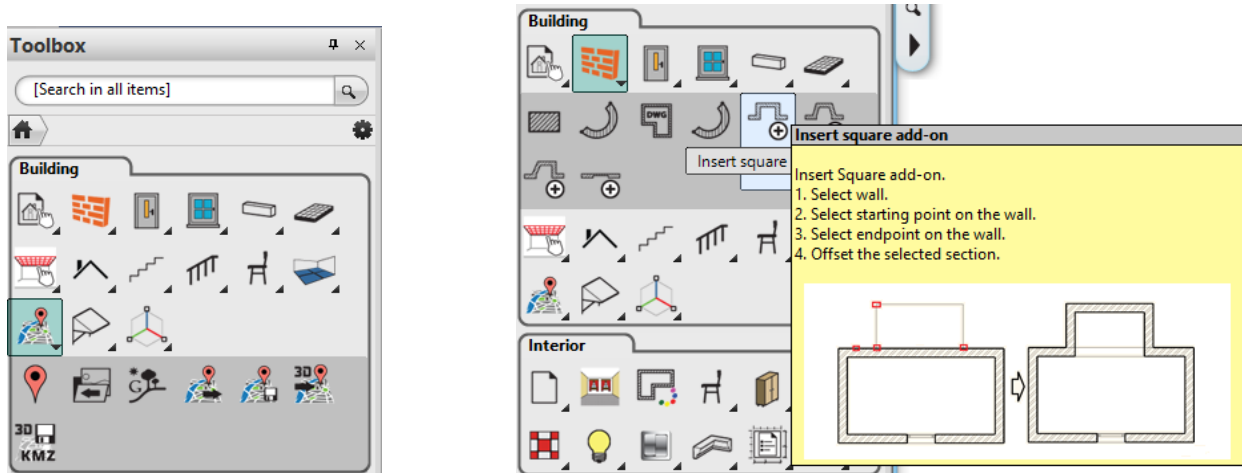 Toolbox
[Search in all items]
Building
G
3D
3D
KMZ
Building
DWG
Insert square
Insert square add-on
Insert Square add-on.
1. Select wall.
2. Select starting point on the wall.
3. Select endpoint on the wall.
4. Offset the selected section.
Interior